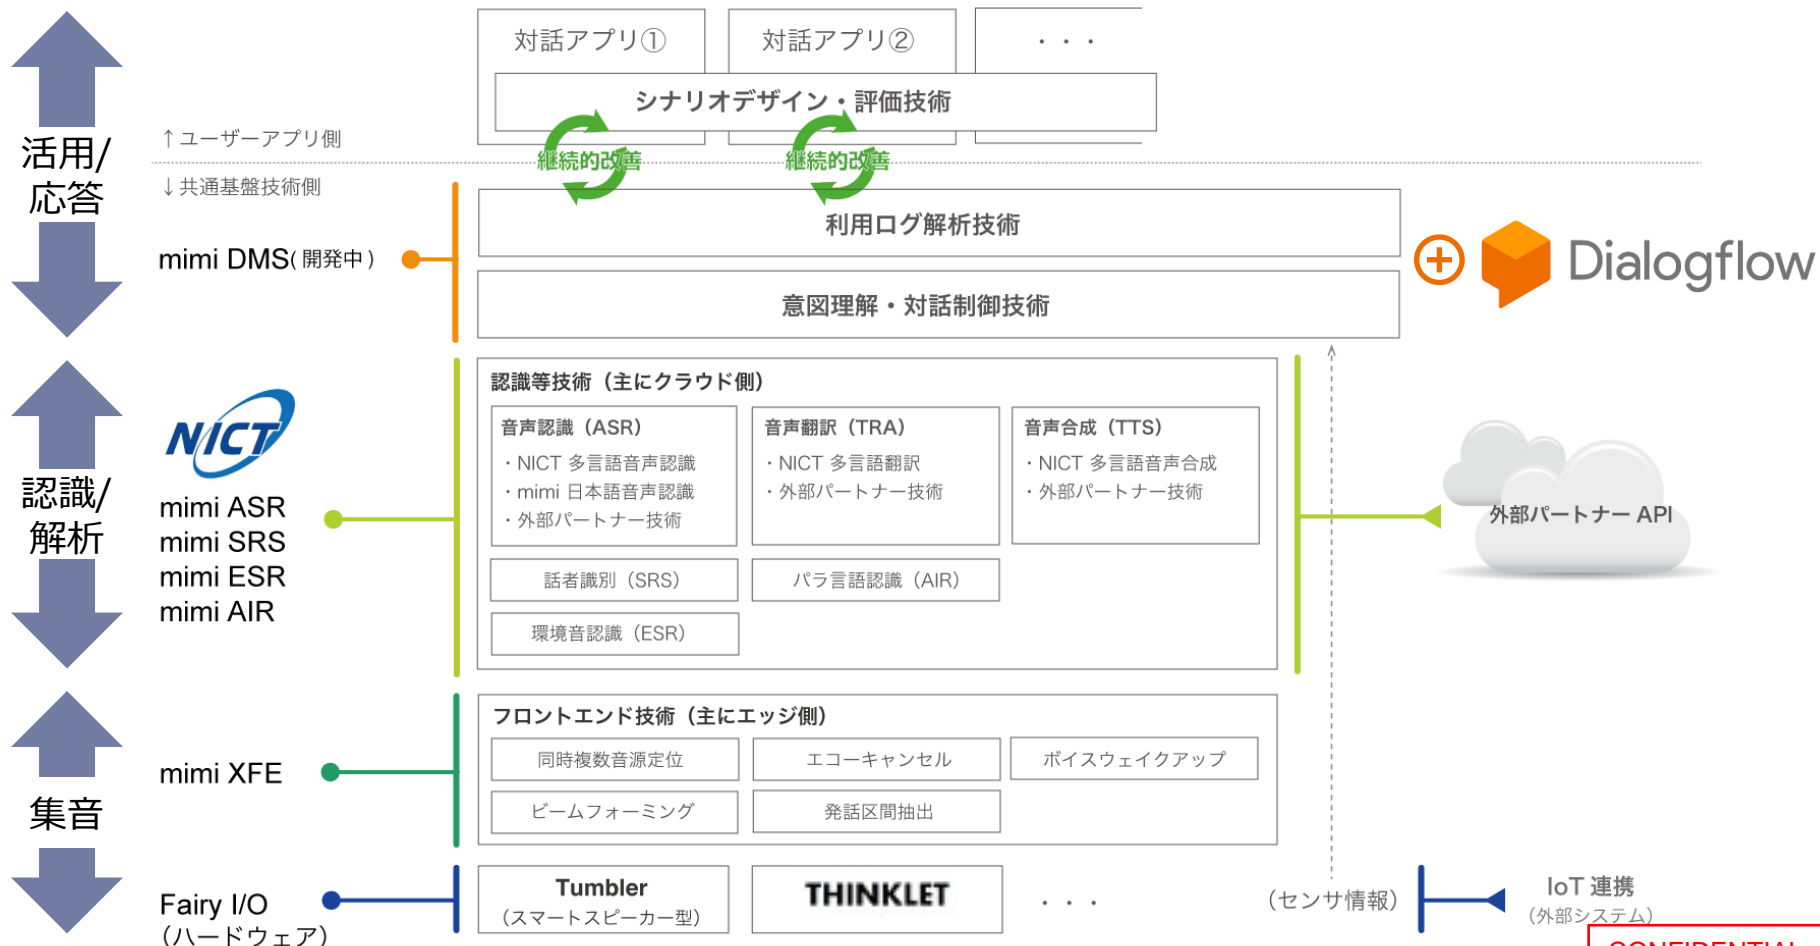 対話アプリ①
対話アプリ②
・・・
シナリオデザイン・評価技術
継続的改善
継続的改善
↑ユーザーアプリ側
↓共通基盤技術側
活用/
応答
mimi DMS(開発中)
利用ログ解析技術
意図理解・対話制御技術
Dialogflow
認識/
解析
NICT
mimi ASR
mimi SRS
mimi ESR
mimi AIR
認識等技術（主にクラウド側）
音声認識（ASR）
・NICT 多言語音声認識
・mimi 日本語音声認識
・外部パートナー技術
音声翻訳（TRA）
・NICT 多言語翻訳
・外部パートナー技術
音声合成（TTS）
・NICT 多言語音声合成
・外部パートナー技術
話者識別（SRS）
パラ言語認識（AIR）
環境音認識（ESR）
外部パートナー API
集音
mimi XFE
フロントエンド技術（主にエッジ側）
同時複数音源定位
エコーキャンセル
ボイスウェイクアップ
ビームフォーミング
発話区間抽出
Fairy I/O
（ハードウェア）
Tumbler
（スマートスピーカー型）
THINKLET
・・・
（センサ情報）
IoT 連携
（外部システム）
CONFIDENTIAL